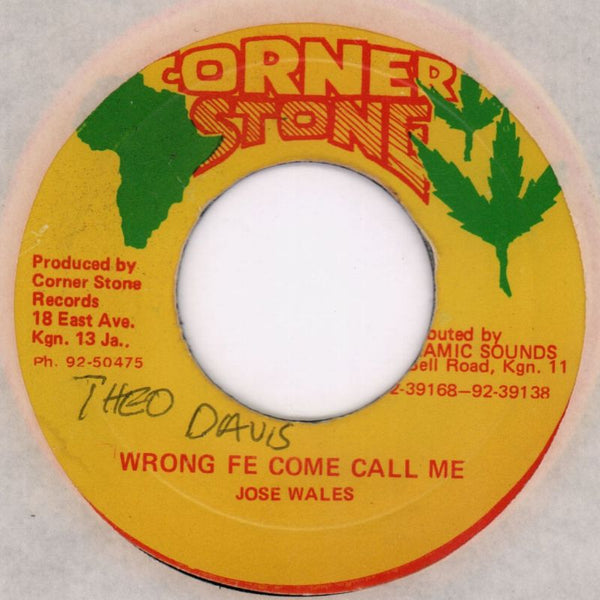 CORNER
STONE
Produced by
Corner Stone
Records
18 East Ave.
Kgn. 13 Ja..
Ph. 92-50475
by
SOUNDS
Road, Kgn. 11
2-39168—92-39138
THEO DAVIS
WRONG FE COME CALL ME
JOSE WALES